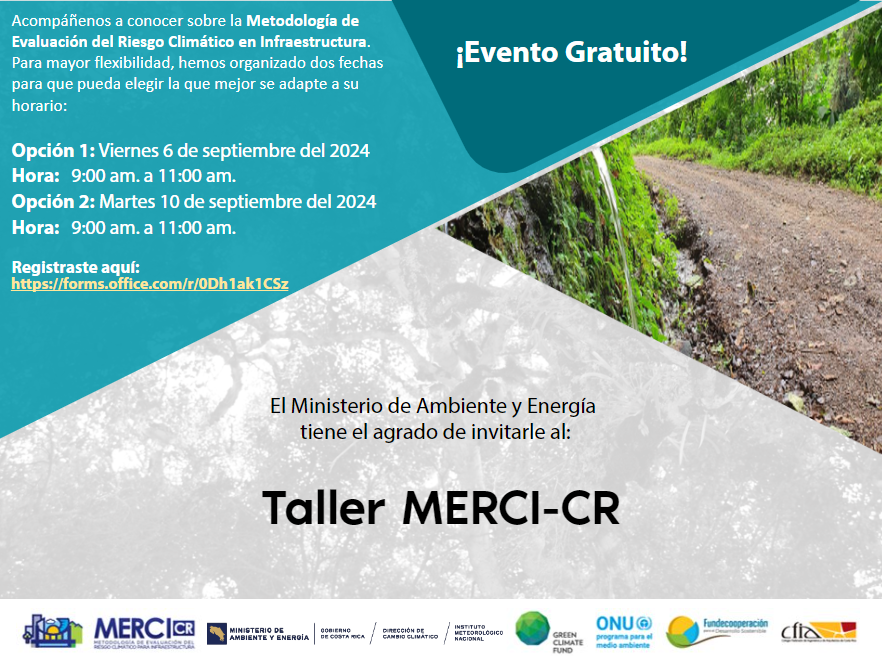 Acompáñenos a conocer sobre la Metodología de
Evaluación del Riesgo Climático en Infraestructura.
Para mayor flexibilidad, hemos organizado dos fechas
para que pueda elegir la que mejor se adapte a su
horario:
Opción 1: Viernes 6 de septiembre del 2024
Hora: 9:00 am. a 11:00 am.
Opción 2: Martes 10 de septiembre del 2024
Hora: 9:00 am. a 11:00 am.
Registraste aquí:
https://forms.office.com/r/0Dh1ak1CSz
¡Evento Gratuito!
El Ministerio de Ambiente y Energía
tiene el agrado de invitarle al:
Taller MERCI-CR
MERCI CR
METODOLOGÍA DE EVALUACIÓN DEL
RIESGO CLIMÁTICO PARA INFRAESTRUCTURA
MINISTERIO DE
AMBIENTE Y ENERGÍA
GOBIERNO
DE COSTA RICA
DIRECCIÓN DE
CAMBIO CLIMÁTICO
INSTITUTO
METEOROLÓGICO
NACIONAL
GREEN
CLIMATE
FUND
ONU
programa para el
medio ambiente
Fundecooperación
para el Desarrollo Sostenible
cfia